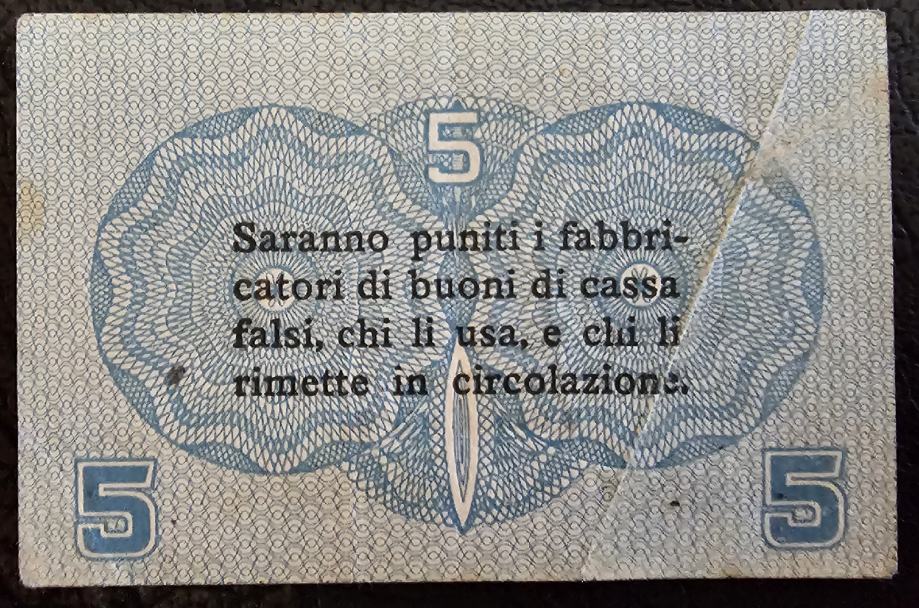 5
Saranno puniti i fabbri-
catori di buoni di cassa
falsi, chi li usa, e chi li
rimette in circolazione.
5 5